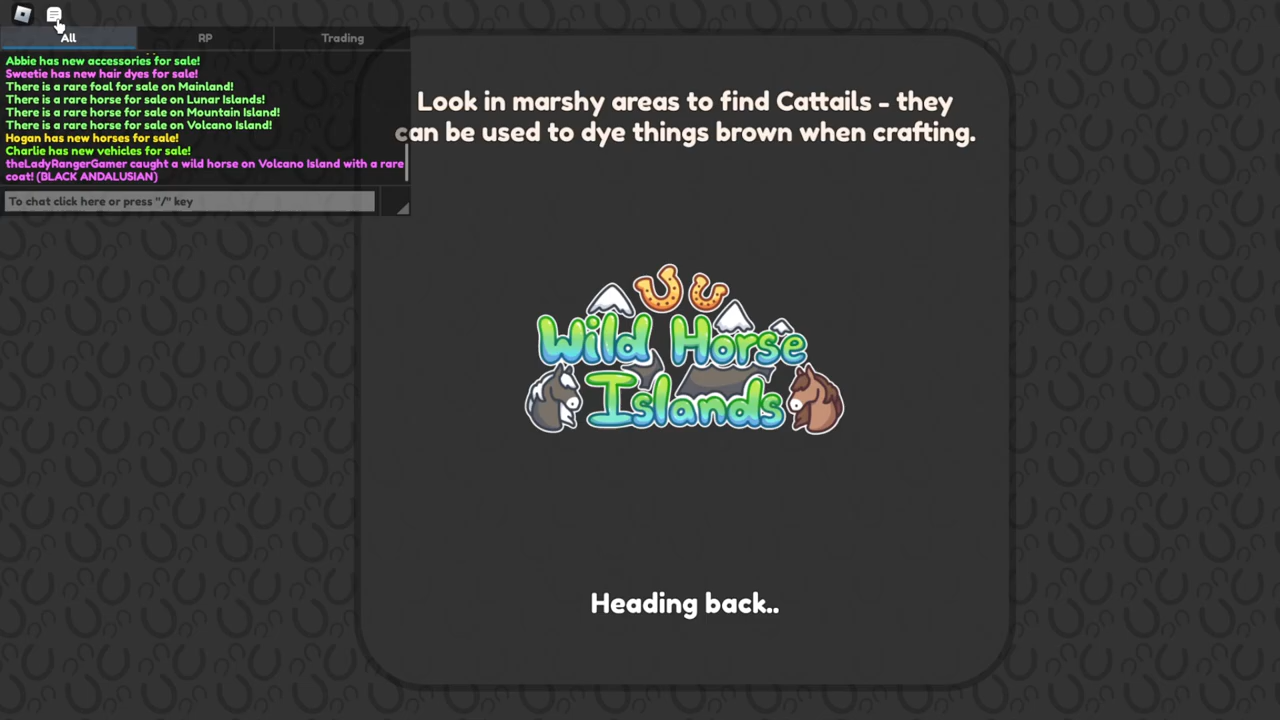 All RP Trading
Abbie has new accessories for sale!
Sweetie has new hair dyes for sale!
There is a rare foal for sale on Mainland!
There is a rare horse for sale on Lunar Islands!
There is a rare horse for sale on Mountain Island!
There is a rare horse for sale on Volcano Island!
Hogan has new horses for sale!
Charlie has new vehicles for sale!
theLadyRangerGamer caught a wild horse on Volcano Island with a rare
coat! (BLACK ANDALUSIAN)
To chat click here or press "/" key
Look in marshy areas to find Cattails - they
can be used to dye things brown when crafting.
Wild Horse
Islands
Heading back..